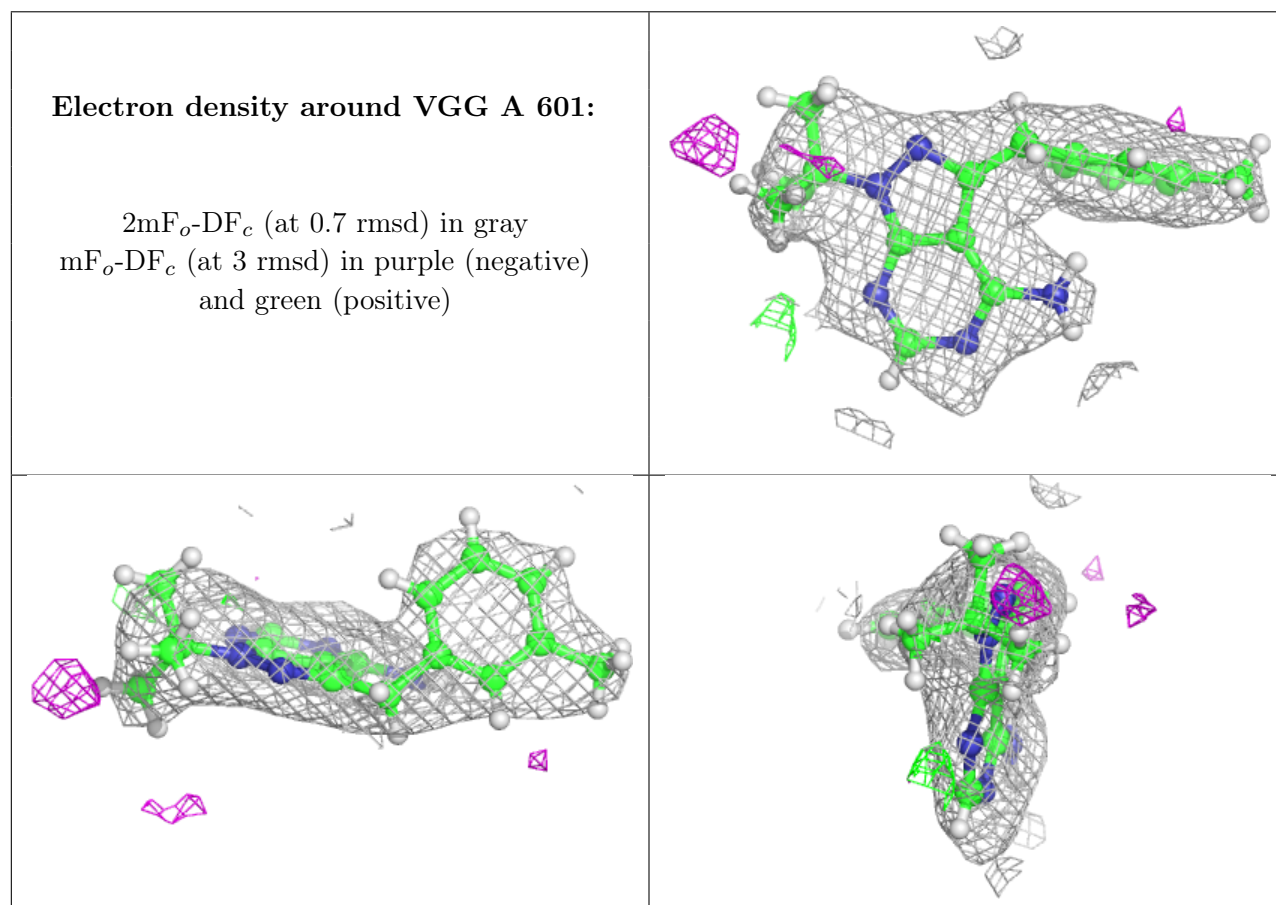 Electron density around VGG A 601:
2mFo-DFc (at 0.7 rmsd) in gray
mFo-DFc (at 3 rmsd) in purple (negative)
and green (positive)